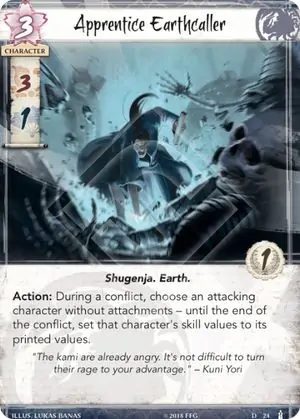 3
Apprentice Earthcaller
CHARACTER
3
1
Shugenja. Earth.
1
Action: During a conflict, choose an attacking
character without attachments – until the end of
the conflict, set that character's skill values to its
printed values.
"The kami are already angry. It's not difficult to turn
their rage to your advantage." – Kuni Yori
ILLUS. LUKAS BANAS
©2018 FFG
D 24